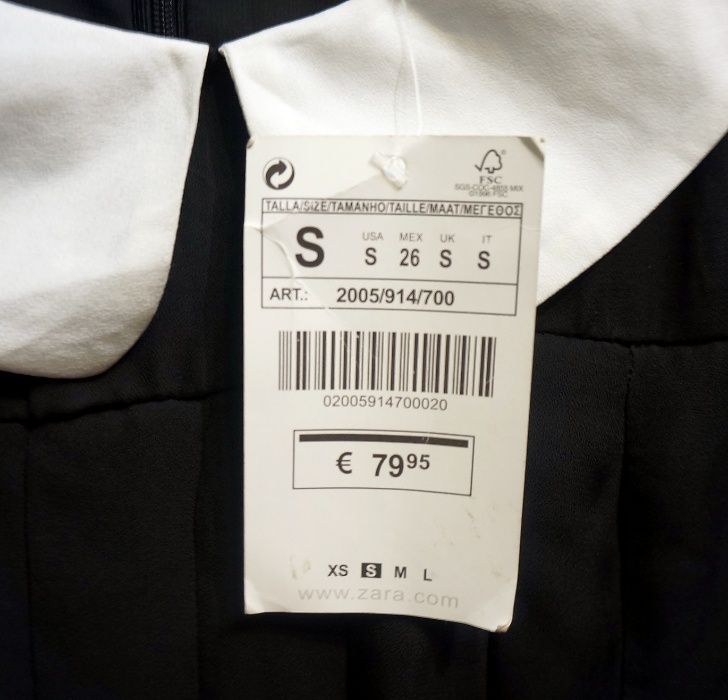 FSC
TALLA/SIZE/TAMANHO/TAILLE/MAAT/ΜΕΓΕΘΟΣ
USA MEX UK IT
S S 26 S S
ART.: 2005/914/700
02005914700020
€ 79 95
XS S M L
www.zara.com